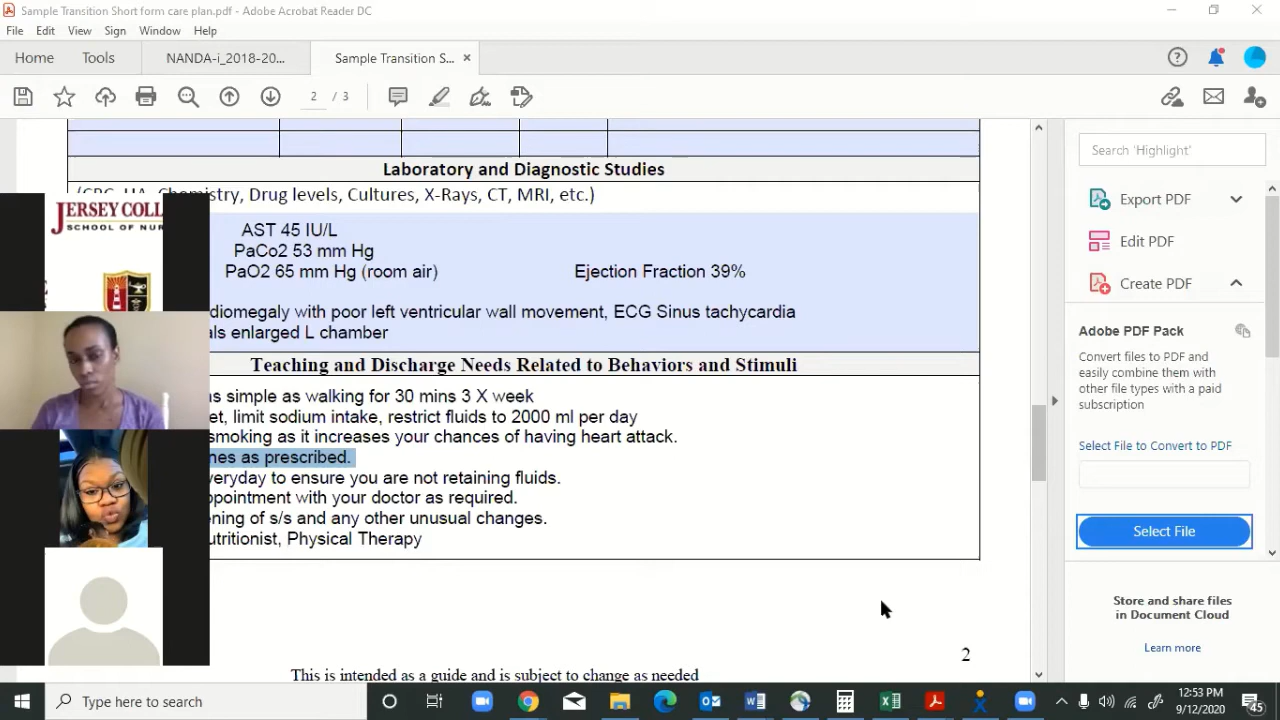 Sample Transition Short form care plan.pdf - Adobe Acrobat Reader DC
File Edit View Sign Window Help
Home Tools NANDA-i_2018-20... Sample Transition S... ×
2 / 3
Laboratory and Diagnostic Studies
Chemistry, Drug levels, Cultures, X-Rays, CT, MRI, etc.)
AST 45 IU/L
PaCo2 53 mm Hg
PaO2 65 mm Hg (room air) Ejection Fraction 39%
diomegaly with poor left ventricular wall movement, ECG Sinus tachycardia
als enlarged L chamber
Teaching and Discharge Needs Related to Behaviors and Stimuli
as simple as walking for 30 mins 3 X week
et, limit sodium intake, restrict fluids to 2000 ml per day
smoking as it increases your chances of having heart attack.
nes as prescribed.
veryday to ensure you are not retaining fluids.
ppointment with your doctor as required.
ening of s/s and any other unusual changes.
utritionist, Physical Therapy
2
This is intended as a guide and is subject to change as needed
JERSEY COLL
SCHOOL OF NUR
Search 'Highlight'
Export PDF
Edit PDF
Create PDF
Adobe PDF Pack
Convert files to PDF and
easily combine them with
other file types with a paid
subscription
Select File to Convert to PDF
Select File
Store and share files
in Document Cloud
Learn more
Type here to search
12:53 PM
9/12/2020
45